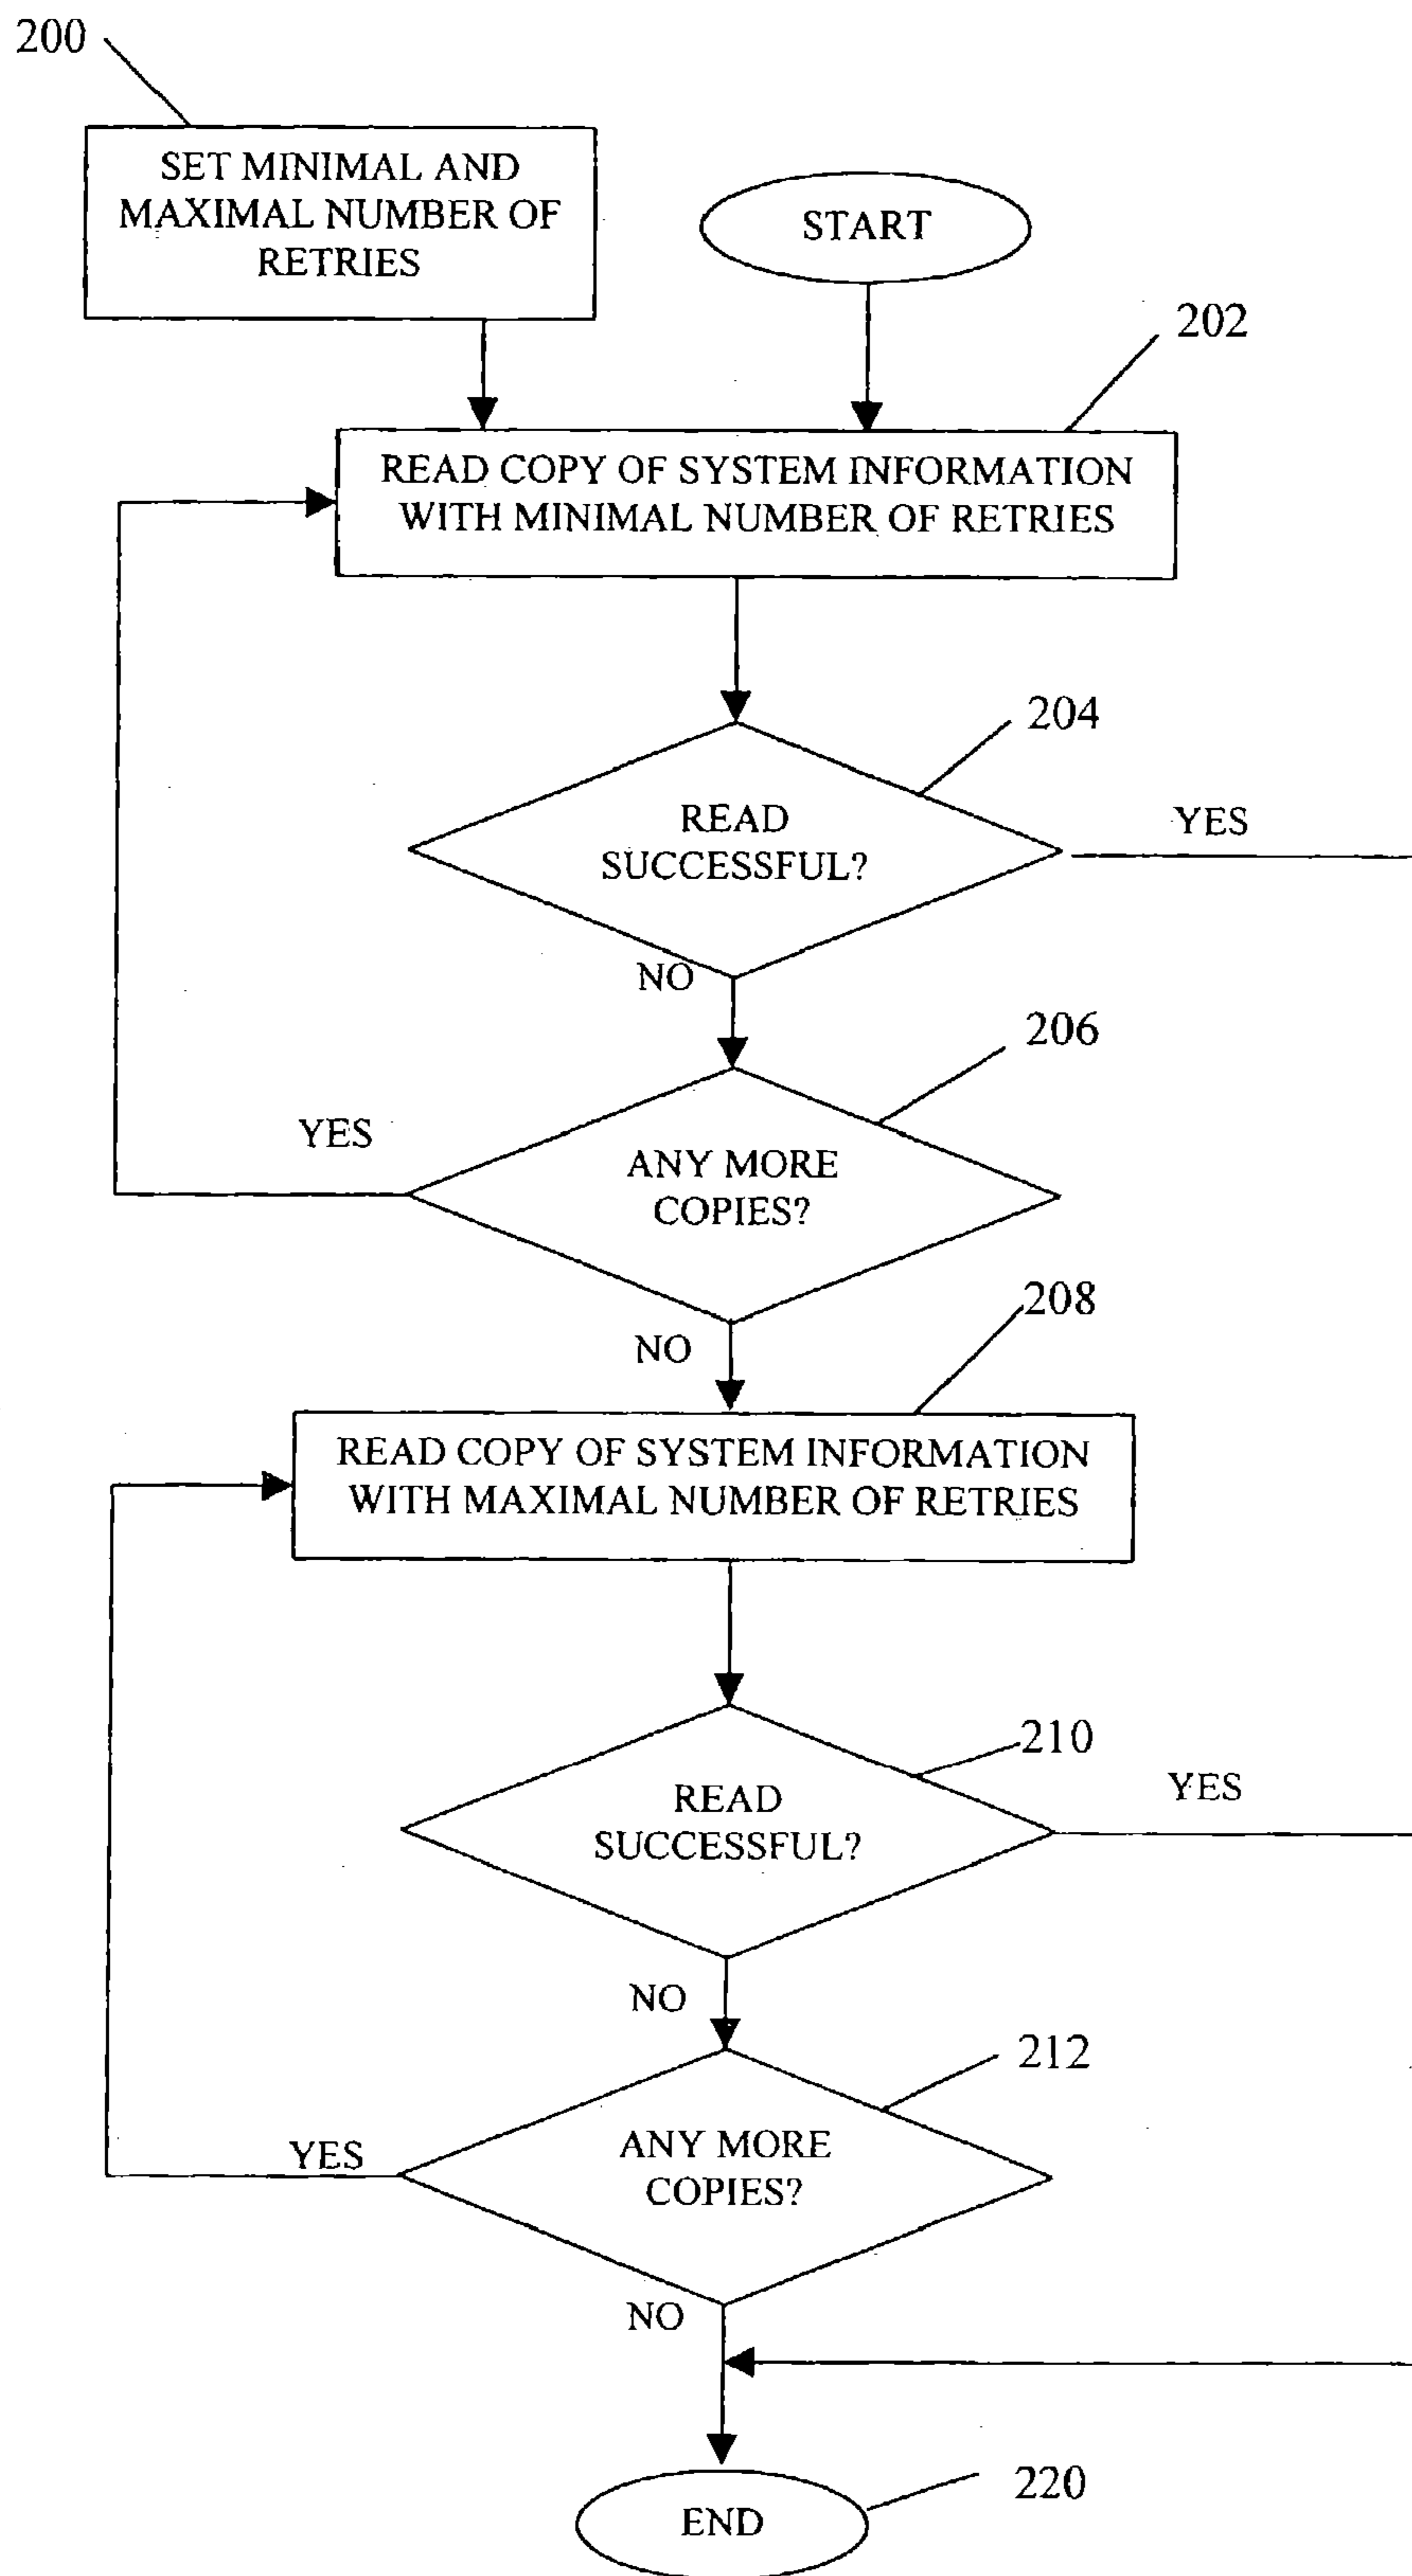 200
SET MINIMAL AND
MAXIMAL NUMBER OF
RETRIES
START
202
READ COPY OF SYSTEM INFORMATION
WITH MINIMAL NUMBER OF RETRIES
204
READ
SUCCESSFUL?
YES
NO
206
YES
ANY MORE
COPIES?
208
NO
READ COPY OF SYSTEM INFORMATION
WITH MAXIMAL NUMBER OF RETRIES
210
READ
SUCCESSFUL?
YES
NO
212
YES
ANY MORE
COPIES?
NO
220
END